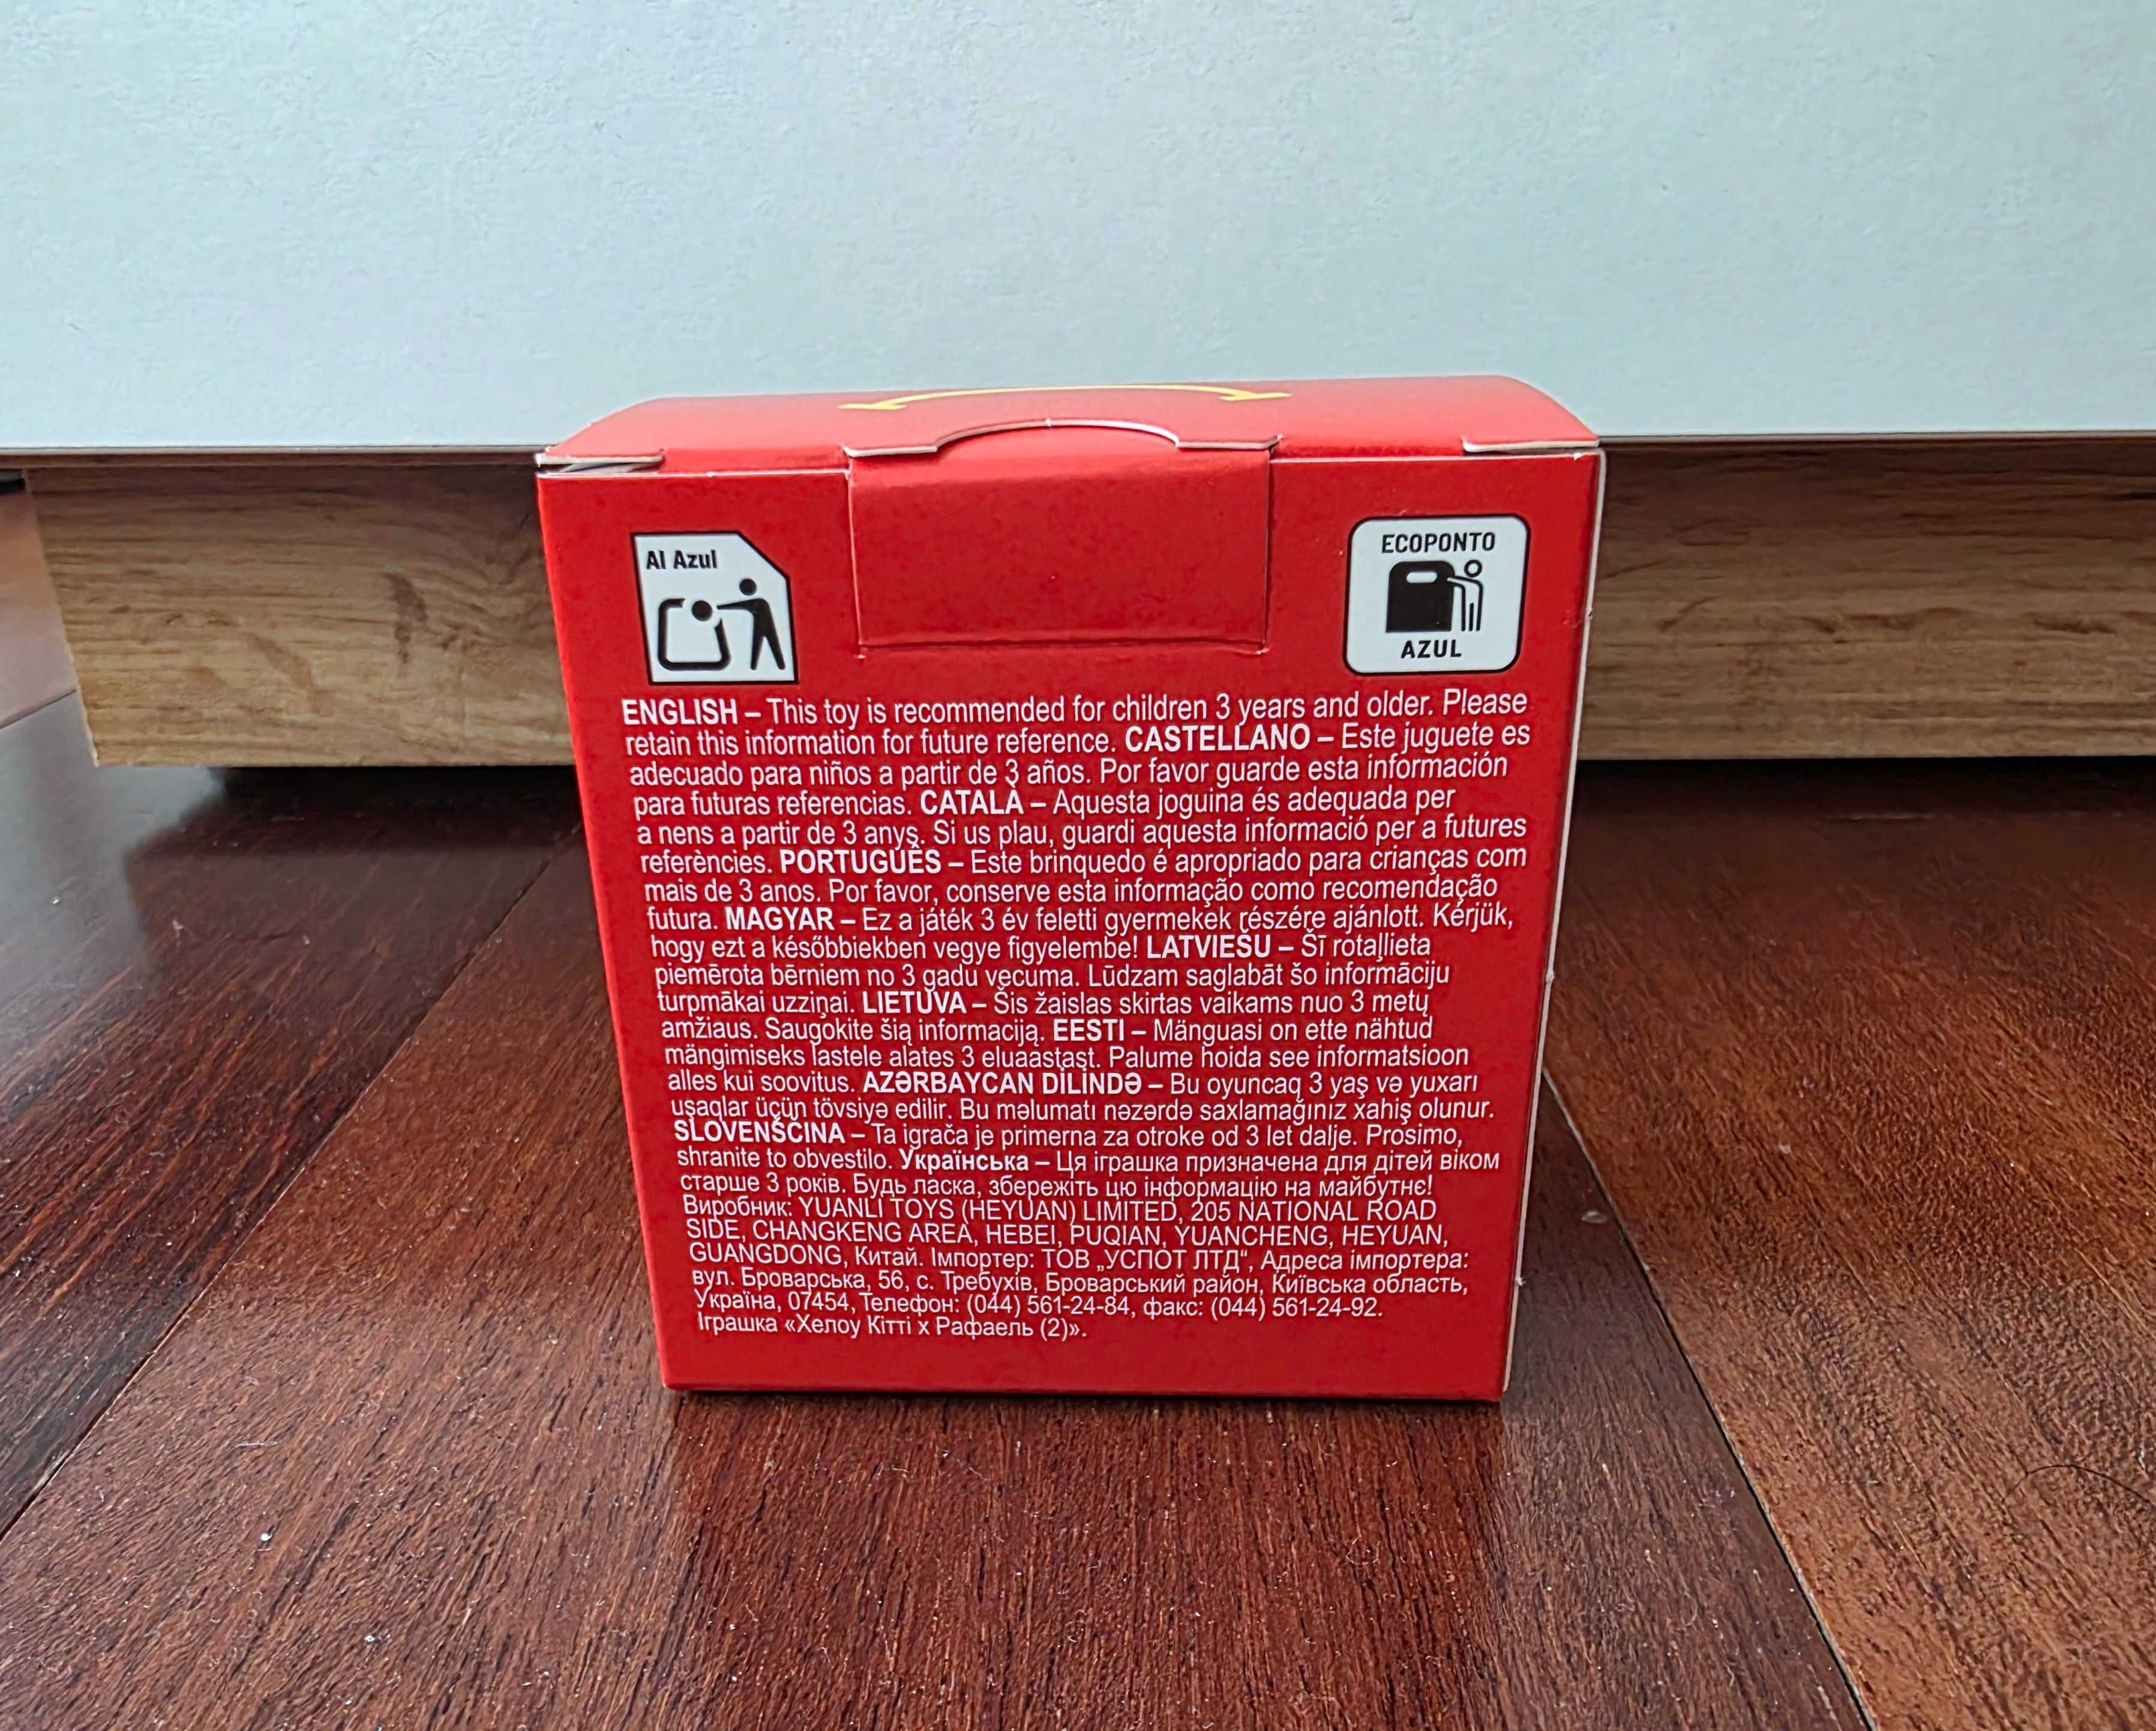 Al Azul
ECOPONTO
AZUL
ENGLISH – This toy is recommended for children 3 years and older. Please
retain this information for future reference. CASTELLANO – Este juguete es
adecuado para niños a partir de 3 años. Por favor guarde esta información
para futuras referencias. CATALÀ – Aquesta joguina és adequada per
a nens a partir de 3 anys. Si us plau, guardi aquesta informació per a futures
referències. PORTUGUÊS – Este brinquedo é apropriado para crianças com
mais de 3 anos. Por favor, conserve esta informação como recomendação
futura. MAGYAR – Ez a játék 3 év feletti gyermekek részére ajánlott. Kérjük,
hogy ezt a későbbiekben vegye figyelembe! LATVIEŠU – Šī rotaļlieta
piemērota bērniem no 3 gadu vecuma. Lūdzam saglabāt šo informāciju
turpmākai uzziņai. LIETUVA – Šis žaislas skirtas vaikams nuo 3 metų
amžiaus. Saugokite šią informaciją. EESTI – Mänguasi on ette nähtud
mängimiseks lastele alates 3 eluaastast. Palume hoida see informatsioon
alles kui soovitus. AZƏRBAYCAN DİLİNDƏ – Bu oyuncaq 3 yaş və yuxarı
uşaqlar üçün tövsiyə edilir. Bu məlumatı nəzərdə saxlamağınız xahiş olunur.
SLOVENŠČINA – Ta igrača je primerna za otroke od 3 let dalje. Prosimo,
shranite to obvestilo. Українська – Ця іграшка призначена для дітей віком
старше 3 років. Будь ласка, збережіть цю інформацію на майбутнє!
Виробник: YUANLI TOYS (HEYUAN) LIMITED, 205 NATIONAL ROAD
SIDE, CHANGKENG AREA, HEBEI, PUQIAN, YUANCHENG, HEYUAN,
GUANGDONG, Китай. Імпортер: ТОВ „УСПОТ ЛТД“, Адреса імпортера:
вул. Броварська, 56, с. Требухів, Броварський район, Київська область,
Україна, 07454, Телефон: (044) 561-24-84, факс: (044) 561-24-92.
Іграшка «Хелоу Кітті x Рафаель (2)».